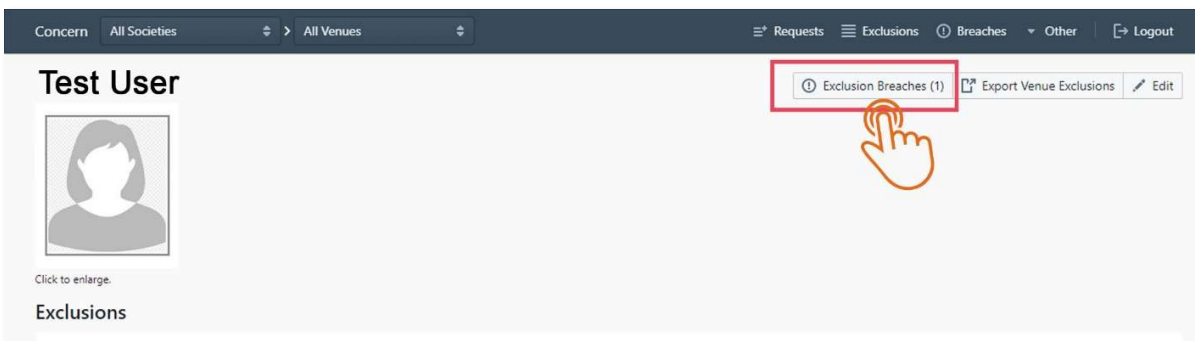 Concern All Societies > All Venues Requests Exclusions Breaches Other Logout
Test User
Exclusion Breaches (1) Export Venue Exclusions Edit
Click to enlarge.
Exclusions